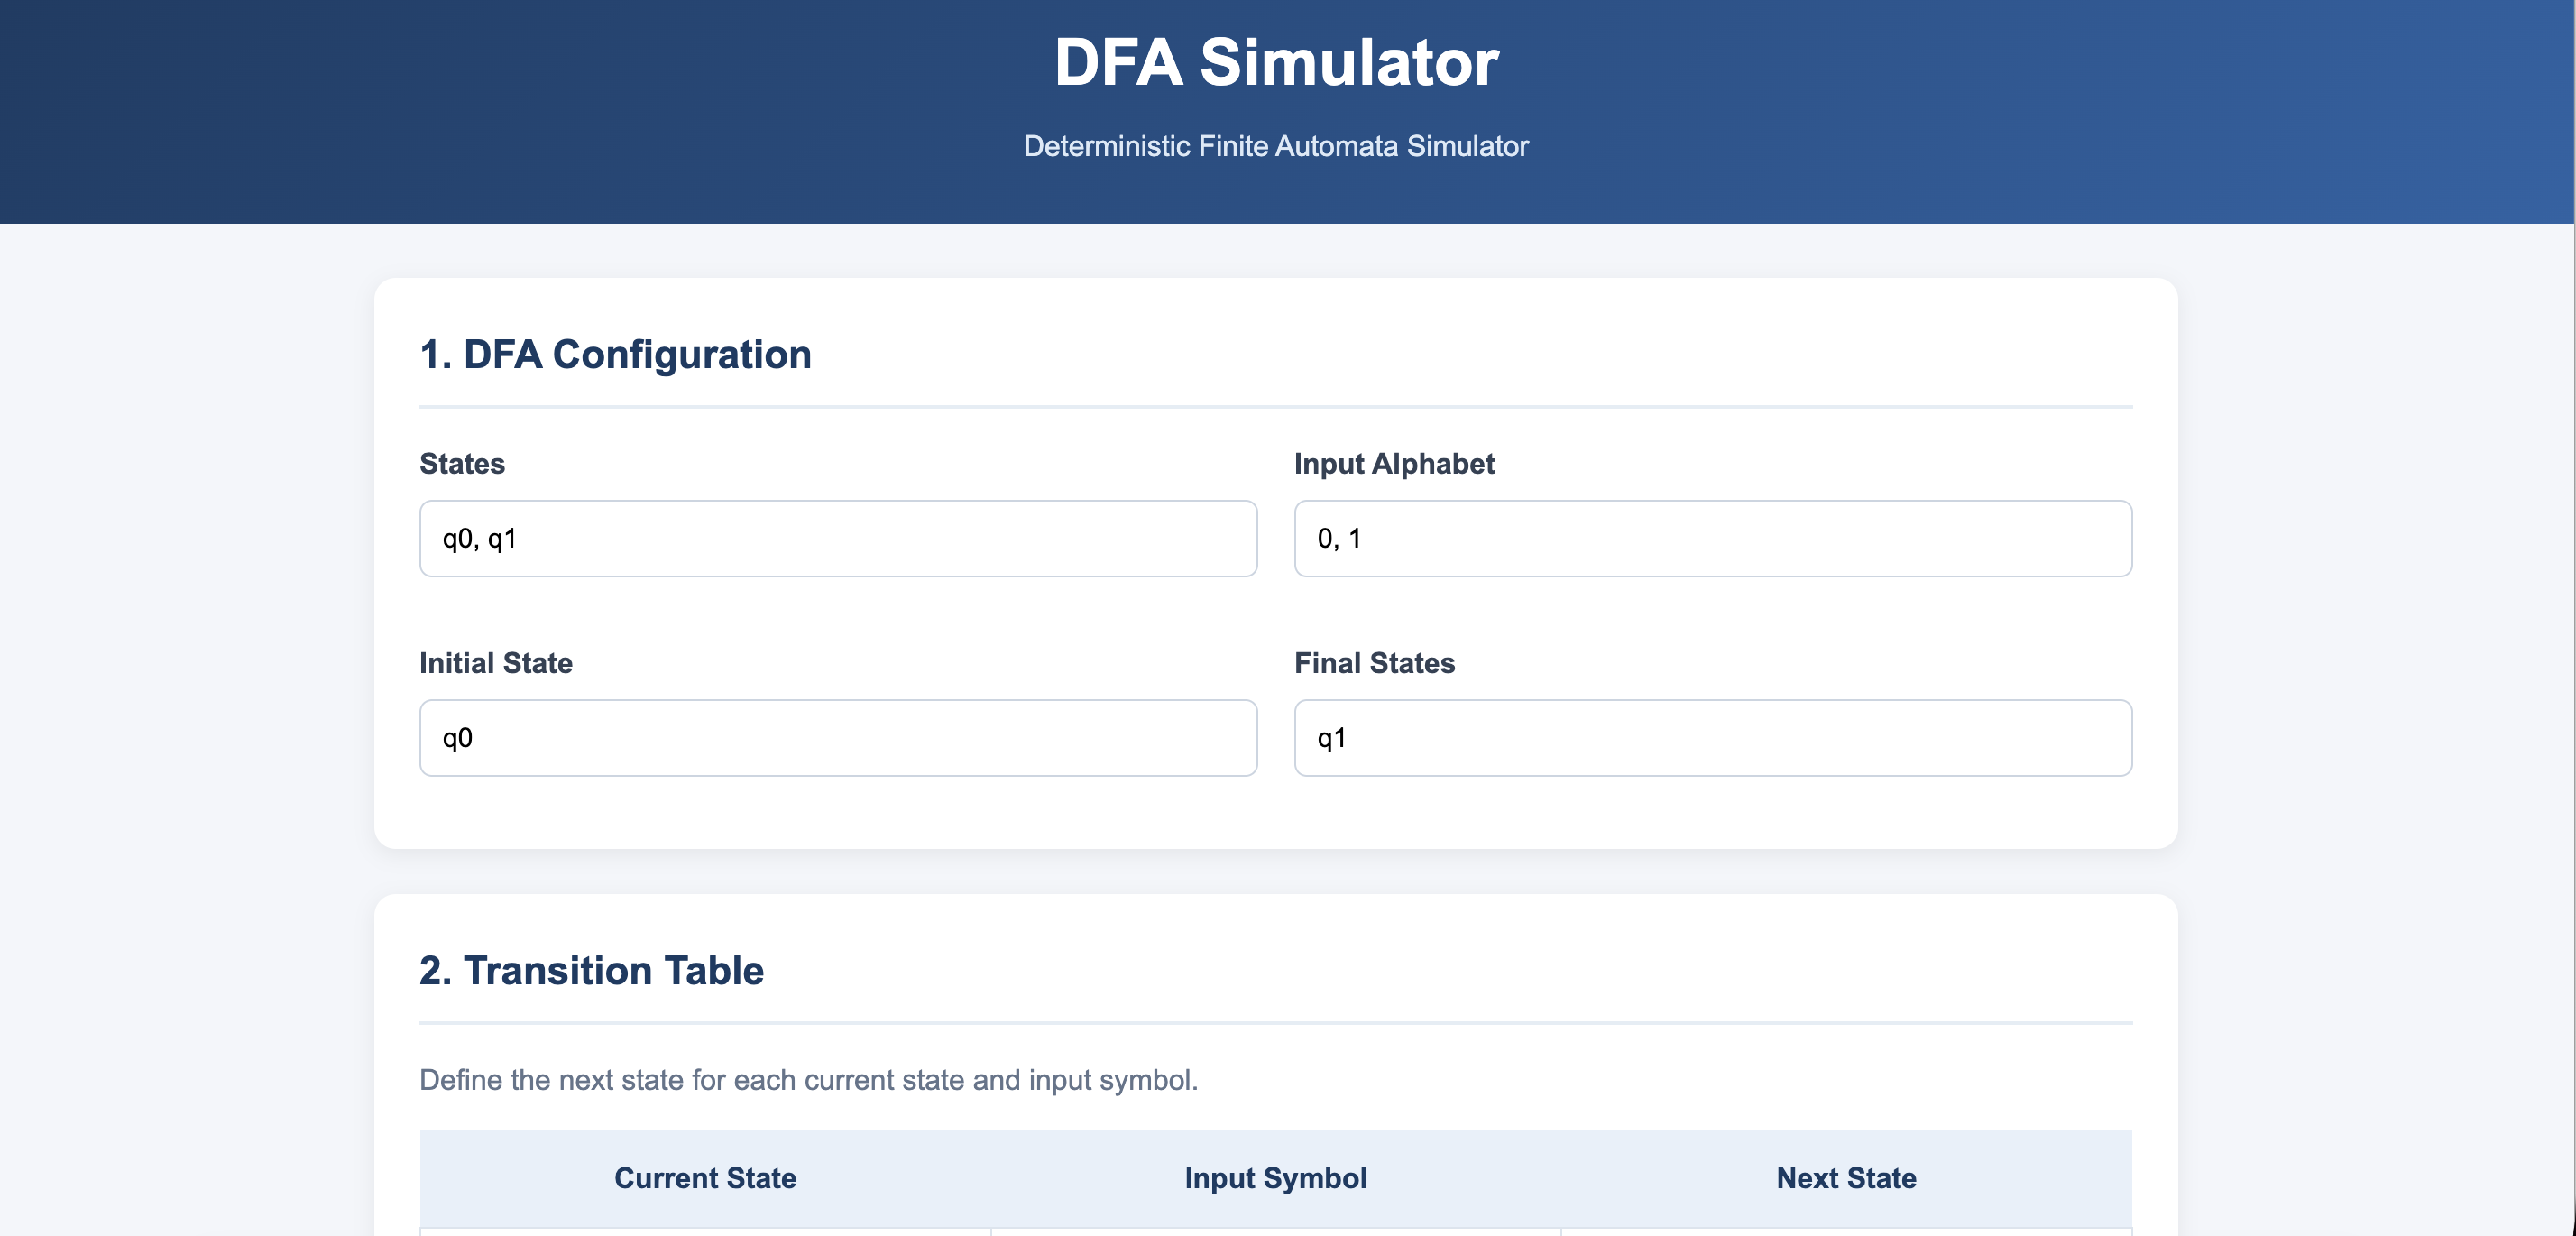 DFA Simulator
Deterministic Finite Automata Simulator
1. DFA Configuration
States
Input Alphabet
q0, q1
0, 1
Initial State
Final States
q0
q1
2. Transition Table
Define the next state for each current state and input symbol.
Current State
Input Symbol
Next State